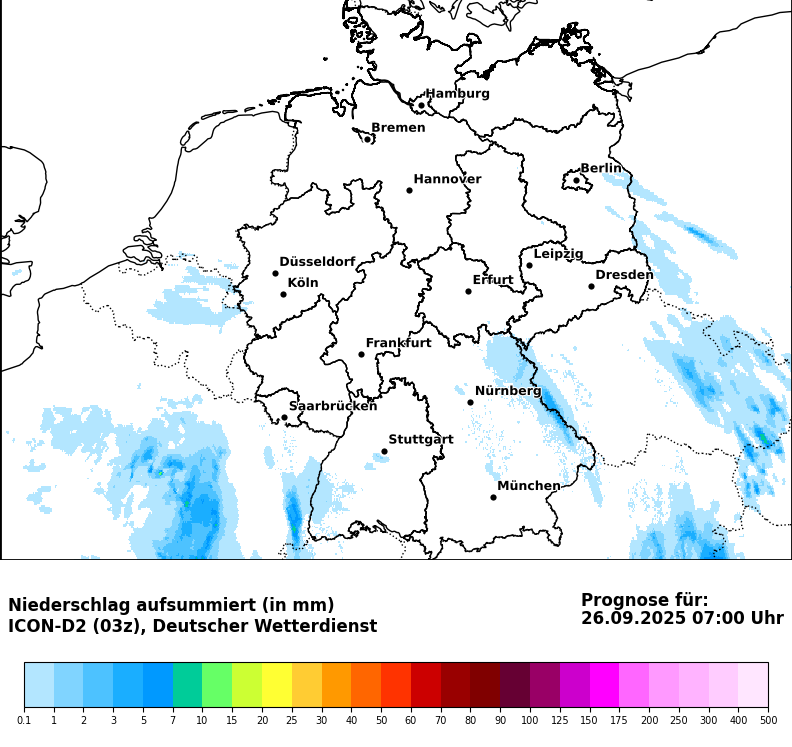 Hamburg
Bremen
Berlin
Hannover
Leipzig
Düsseldorf
Dresden
Köln
Erfurt
Frankfurt
Nürnberg
Saarbrücken
Stuttgart
München
Niederschlag aufsummiert (in mm)
ICON-D2 (03z), Deutscher Wetterdienst
Prognose für:
26.09.2025 07:00 Uhr
0.1 1 2 3 5 7 10 15 20 25 30 40 50 60 70 80 90 100 125 150 175 200 250 300 400 500